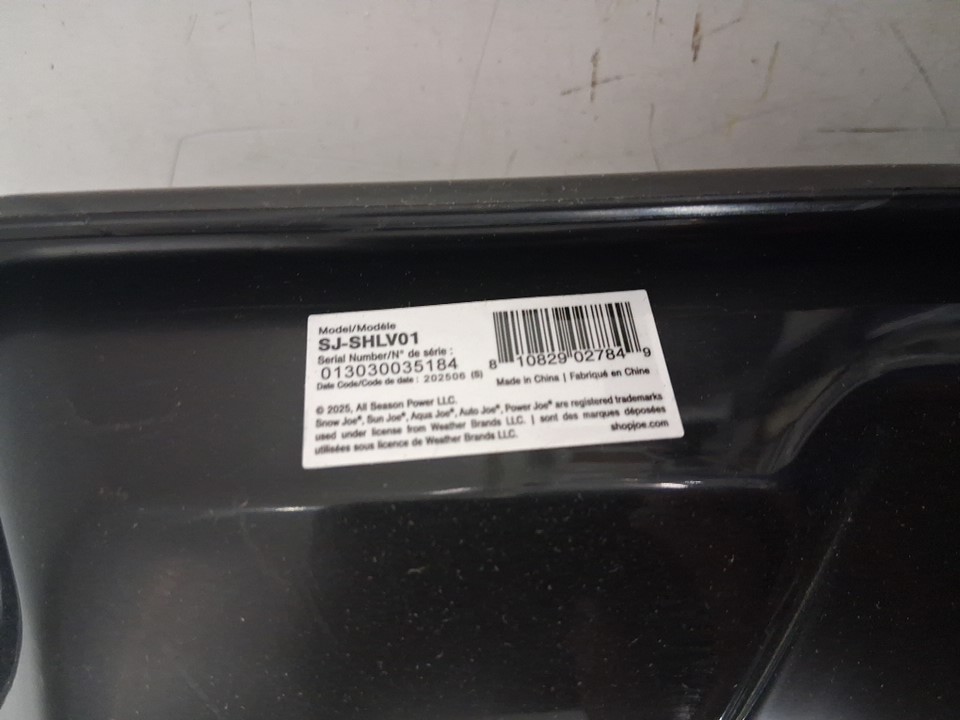 Model/Modèle
SJ-SHLV01
Serial Number/N° de série :
013030035184
Date Code/Code de date : 202506 (S)
8 10829 02784 9
Made in China | Fabriqué en Chine
© 2025, All Season Power LLC.
Snow Joe®, Sun Joe®, Aqua Joe®, Auto Joe®, Power Joe® are registered trademarks
used under license from Weather Brands LLC. | sont des marques déposées
utilisées sous licence de Weather Brands LLC.
shopjoe.com